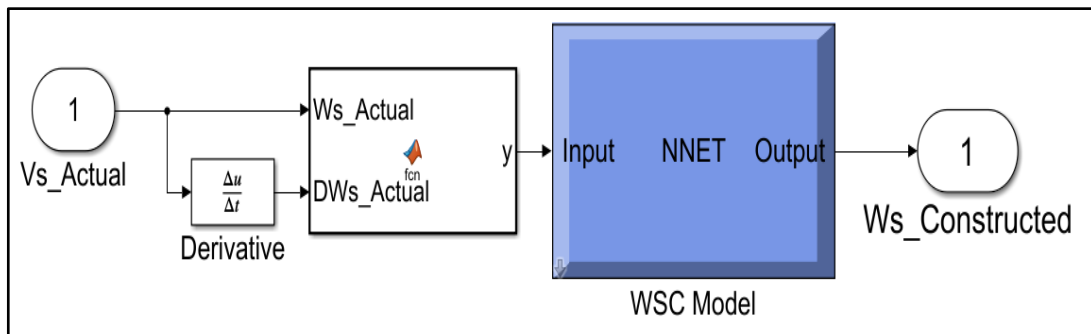 1
Vs_Actual
Δu
Δt
Derivative
Ws_Actual
DWs_Actual
fcn
y
Input
NNET
Output
WSC Model
1
Ws_Constructed